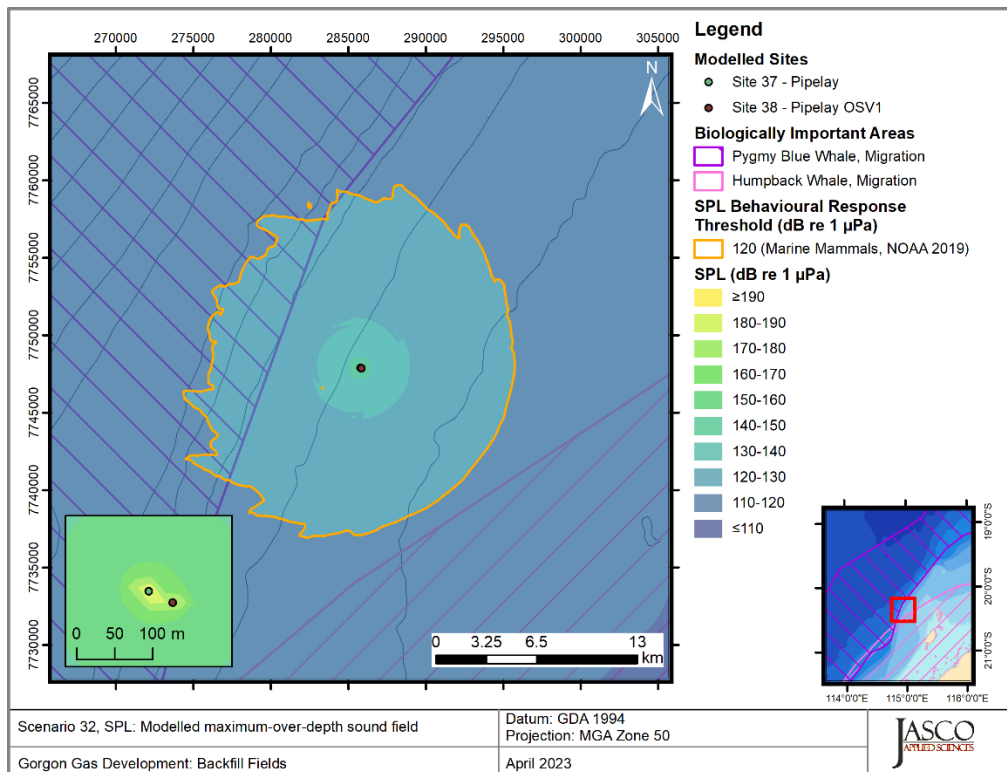 270000 275000 280000 285000 290000 295000 300000 305000
7765000
7760000
7755000
7750000
7745000
7740000
7735000
7730000
N
0 50 100 m
0 3.25 6.5 13
km
Legend
Modelled Sites
Site 37 - Pipelay
Site 38 - Pipelay OSV1
Biologically Important Areas
Pygmy Blue Whale, Migration
Humpback Whale, Migration
SPL Behavioural Response
Threshold (dB re 1 µPa)
120 (Marine Mammals, NOAA 2019)
SPL (dB re 1 µPa)
≥190
180-190
170-180
160-170
150-160
140-150
130-140
120-130
110-120
≤110
19°0'0"S
20°0'0"S
21°0'0"S
114°0'0"E 115°0'0"E 116°0'0"E
Scenario 32, SPL: Modelled maximum-over-depth sound field
Datum: GDA 1994
Projection: MGA Zone 50
Gorgon Gas Development: Backfill Fields
April 2023
JASCO
APPLIED SCIENCES